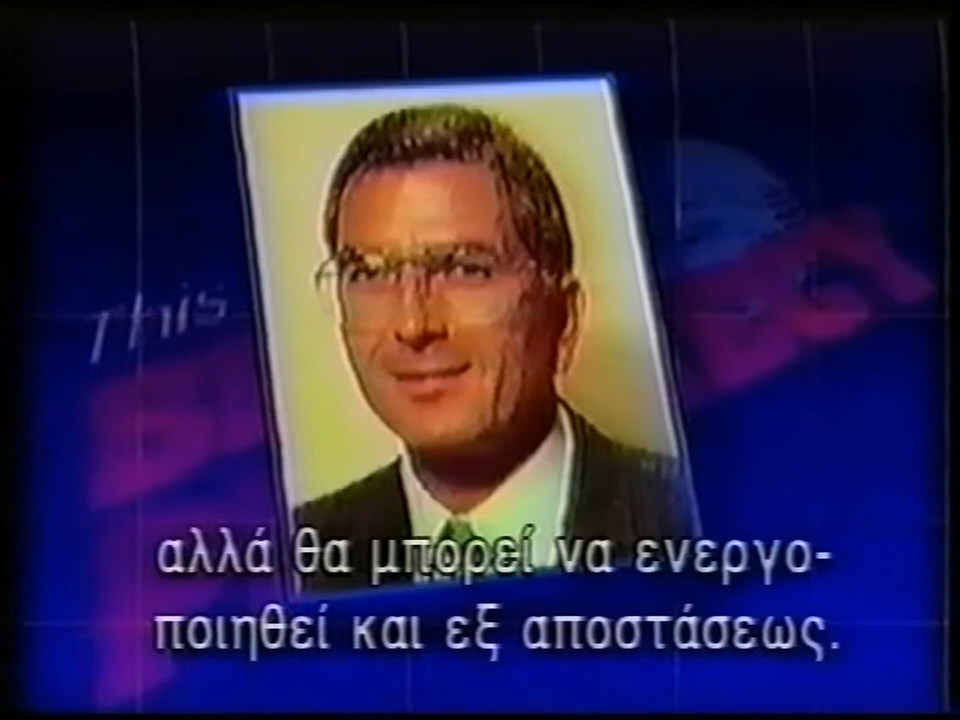 This
αλλά θα μπορεί να ενεργο-
ποιηθεί και εξ αποστάσεως.